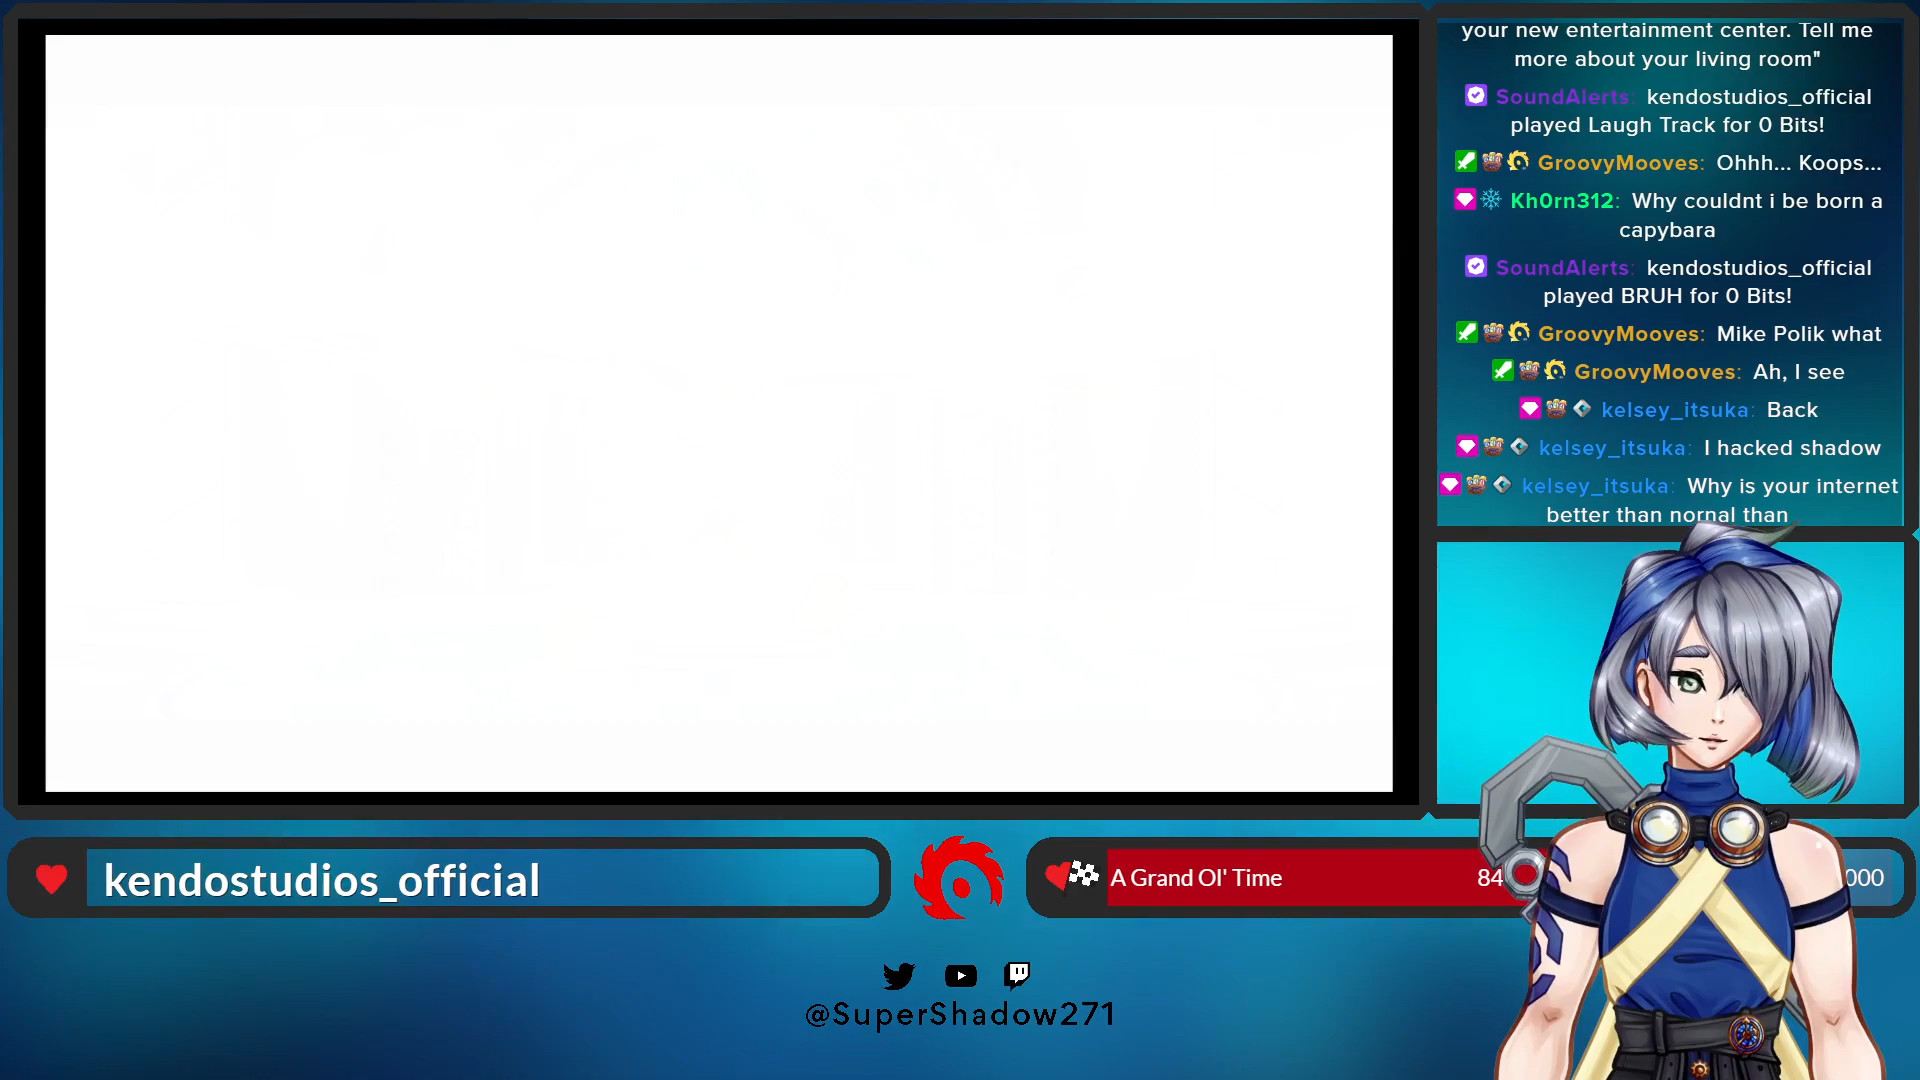 your new entertainment center. Tell me
more about your living room"
SoundAlerts: kendostudios_official
played Laugh Track for 0 Bits!
GroovyMooves: Ohhh... Koops...
Kh0rn312: Why couldnt i be born a
capybara
SoundAlerts: kendostudios_official
played BRUH for 0 Bits!
GroovyMooves: Mike Polik what
GroovyMooves: Ah, I see
kelsey_itsuka: Back
kelsey_itsuka: I hacked shadow
kelsey_itsuka: Why is your internet
better than nornal than
kendostudios_official
A Grand Ol' Time
84
000
@SuperShadow271